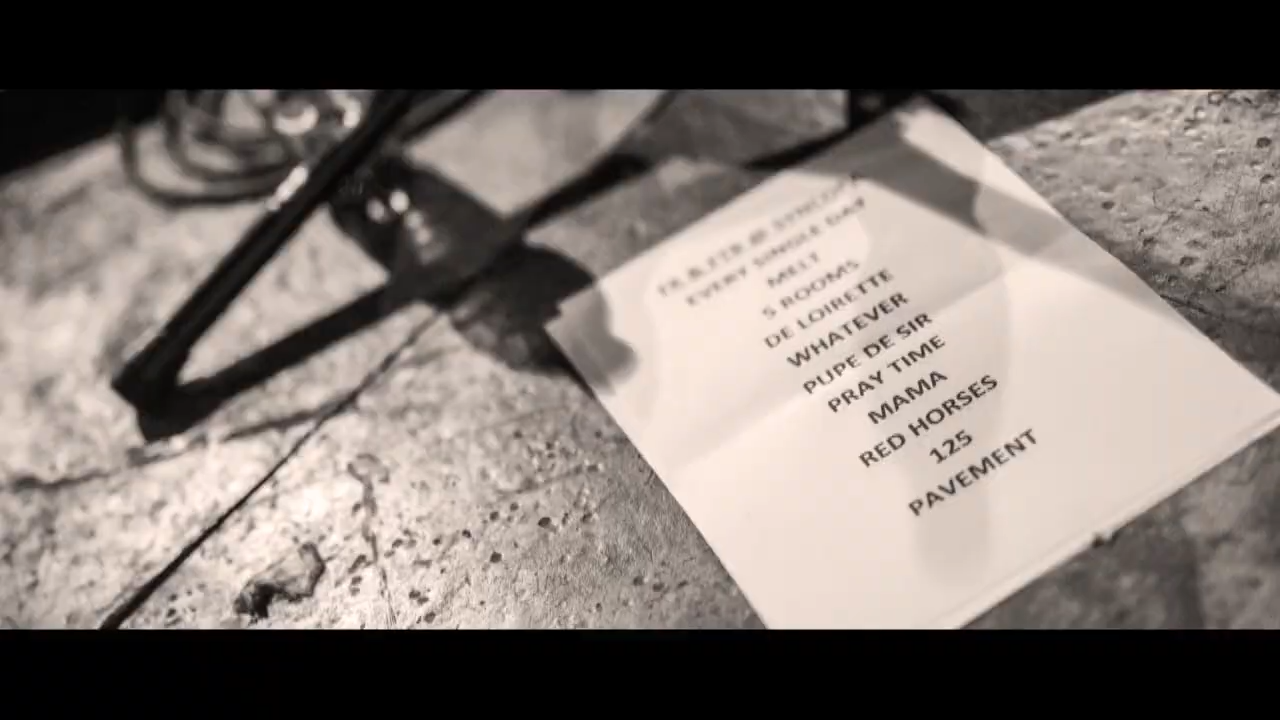 EVERY SINGLE DAY
MELT
5 ROOMS
DE LOIRETTE
WHATEVER
PUPE DE SIR
PRAY TIME
MAMA
RED HORSES
125
PAVEMENT